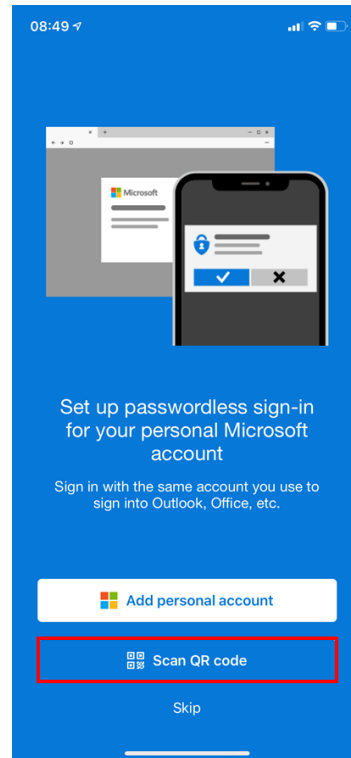 08:49
Microsoft
Set up passwordless sign-in
for your personal Microsoft
account
Sign in with the same account you use to
sign into Outlook, Office, etc.
Add personal account
Scan QR code
Skip